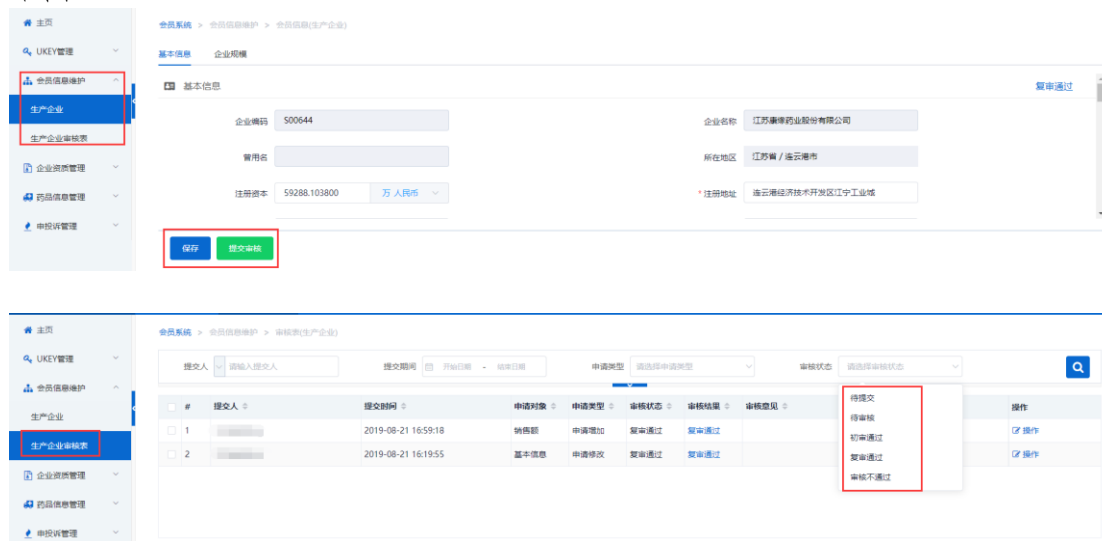 主页
会员系统 > 会员信息维护 > 会员信息(生产企业)
UKEY管理
基本信息 企业规模
会员信息维护
基本信息 复审通过
生产企业
企业编码 S00644 企业名称 江苏康缘药业股份有限公司
生产企业审核表
曾用名 所在地区 江苏省 / 连云港市
企业资质管理
注册资本 59288.103800 万 人民币 * 注册地址 连云港经济技术开发区江宁工业城
药品信息管理
申投诉管理
保存 提交审核
主页
会员系统 > 会员信息维护 > 审核表(生产企业)
UKEY管理
提交人 请输入提交人 提交期间 开始日期 - 结束日期 申请类型 请选择申请类型 审核状态 请选择审核状态
会员信息维护
待提交
# 提交人 提交时间 申请对象 申请类型 审核状态 审核结果 审核意见 操作
生产企业
待审核
1 2019-08-21 16:59:18 销售额 申请增加 复审通过 复审通过 操作
初审通过
生产企业审核表
2 2019-08-21 16:19:55 基本信息 申请修改 复审通过 复审通过 操作
复审通过
企业资质管理
审核不通过
药品信息管理
申投诉管理